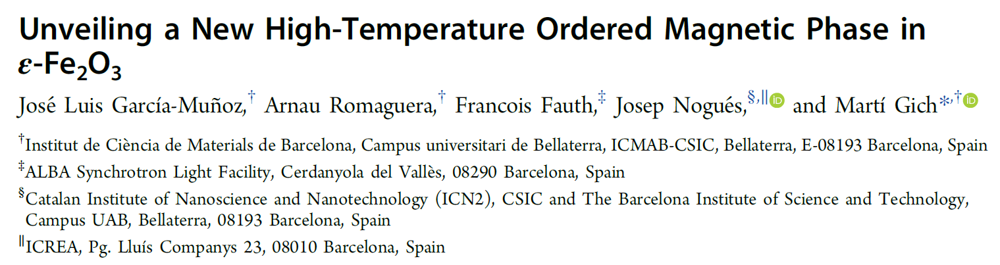 Unveiling a New High-Temperature Ordered Magnetic Phase in
ε-Fe₂O₃
José Luis García-Muñoz,† Arnau Romaguera,† Francois Fauth,‡ Josep Nogués,§,∥ iD and Martí Gich*,† iD
†Institut de Ciència de Materials de Barcelona, Campus universitari de Bellaterra, ICMAB-CSIC, Bellaterra, E-08193 Barcelona, Spain
‡ALBA Synchrotron Light Facility, Cerdanyola del Vallès, 08290 Barcelona, Spain
§Catalan Institute of Nanoscience and Nanotechnology (ICN2), CSIC and The Barcelona Institute of Science and Technology,
Campus UAB, Bellaterra, 08193 Barcelona, Spain
∥ICREA, Pg. Lluís Companys 23, 08010 Barcelona, Spain